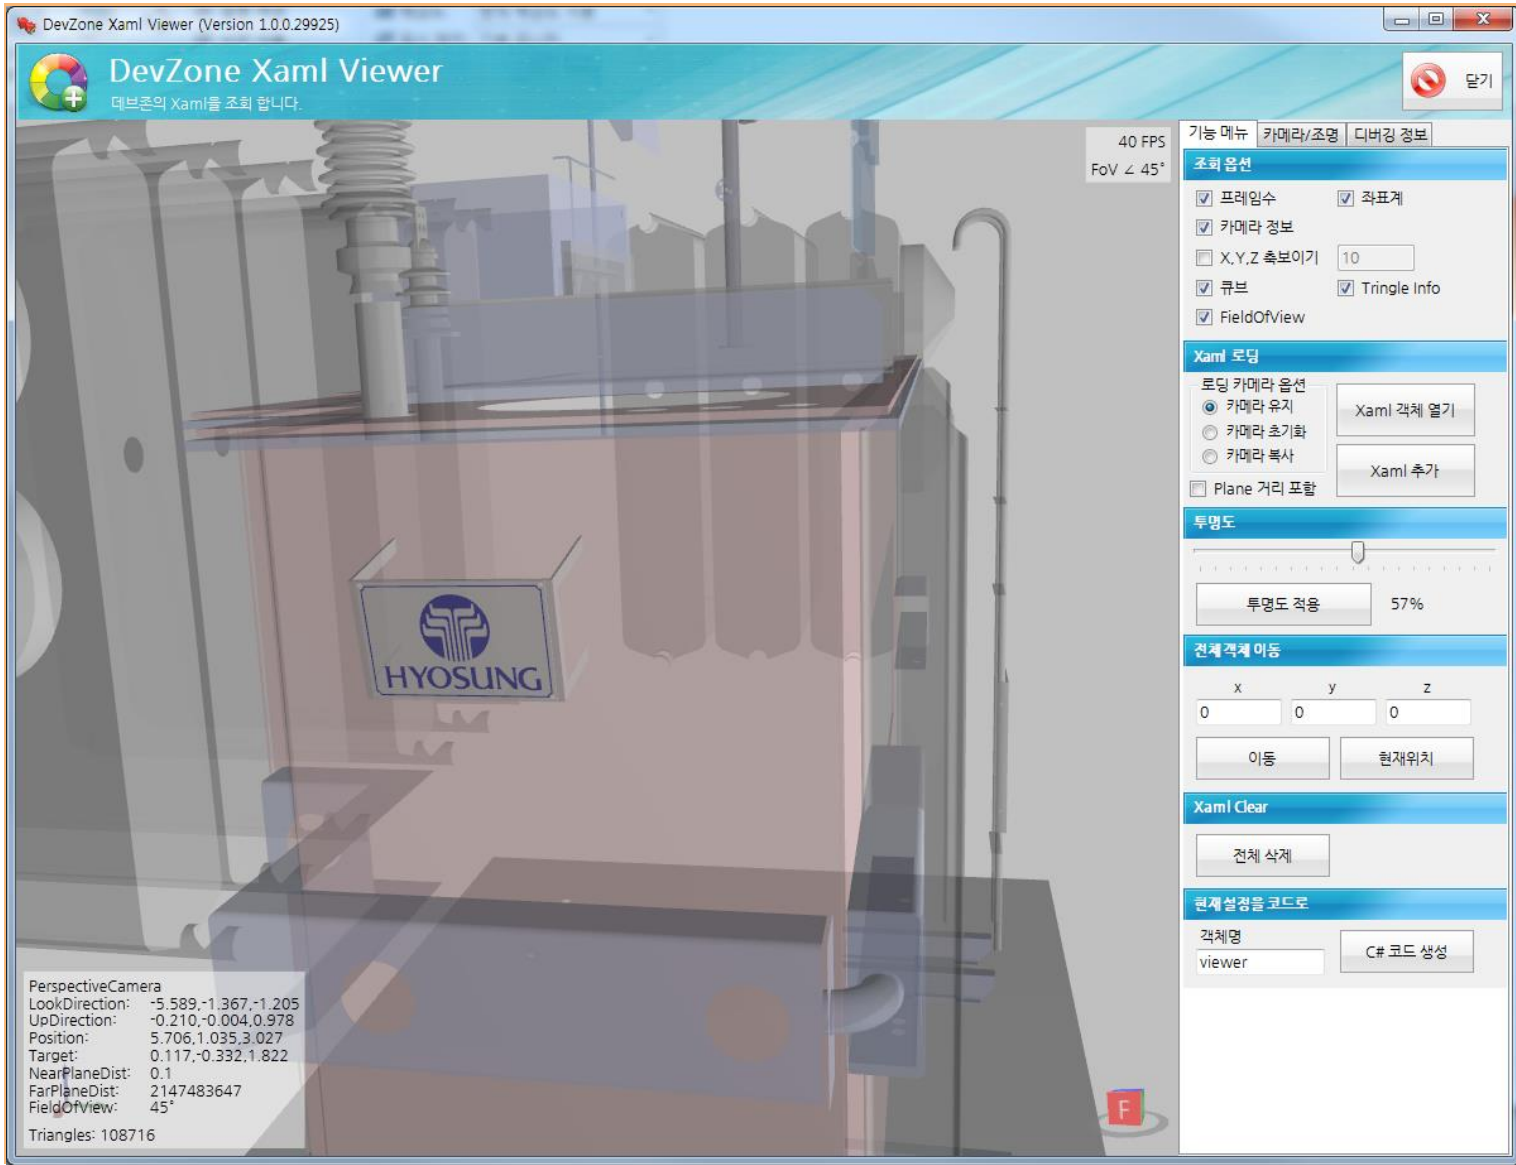 DevZone Xaml Viewer (Version 1.0.0.29925)
DevZone Xaml Viewer
데브존의 Xaml을 조회 합니다.
닫기
40 FPS
FoV ∠ 45°
기능 메뉴 카메라/조명 디버깅 정보
조회 옵션
프레임수 좌표계
카메라 정보
X,Y,Z 축보이기 10
큐브 Tringle Info
FieldOfView
Xaml 로딩
로딩 카메라 옵션
카메라 유지
카메라 초기화
카메라 복사
Xaml 객체 열기
Xaml 추가
Plane 거리 포함
투명도
투명도 적용 57%
전체 객체 이동
x y z
0 0 0
이동 현재위치
Xaml Clear
전체 삭제
현재 설정을 코드로
객체명
viewer
C# 코드 생성
HYOSUNG
PerspectiveCamera
LookDirection: -5.589,-1.367,-1.205
UpDirection: -0.210,-0.004,0.978
Position: 5.706,1.035,3.027
Target: 0.117,-0.332,1.822
NearPlaneDist: 0.1
FarPlaneDist: 2147483647
FieldOfView: 45°
Triangles: 108716
F